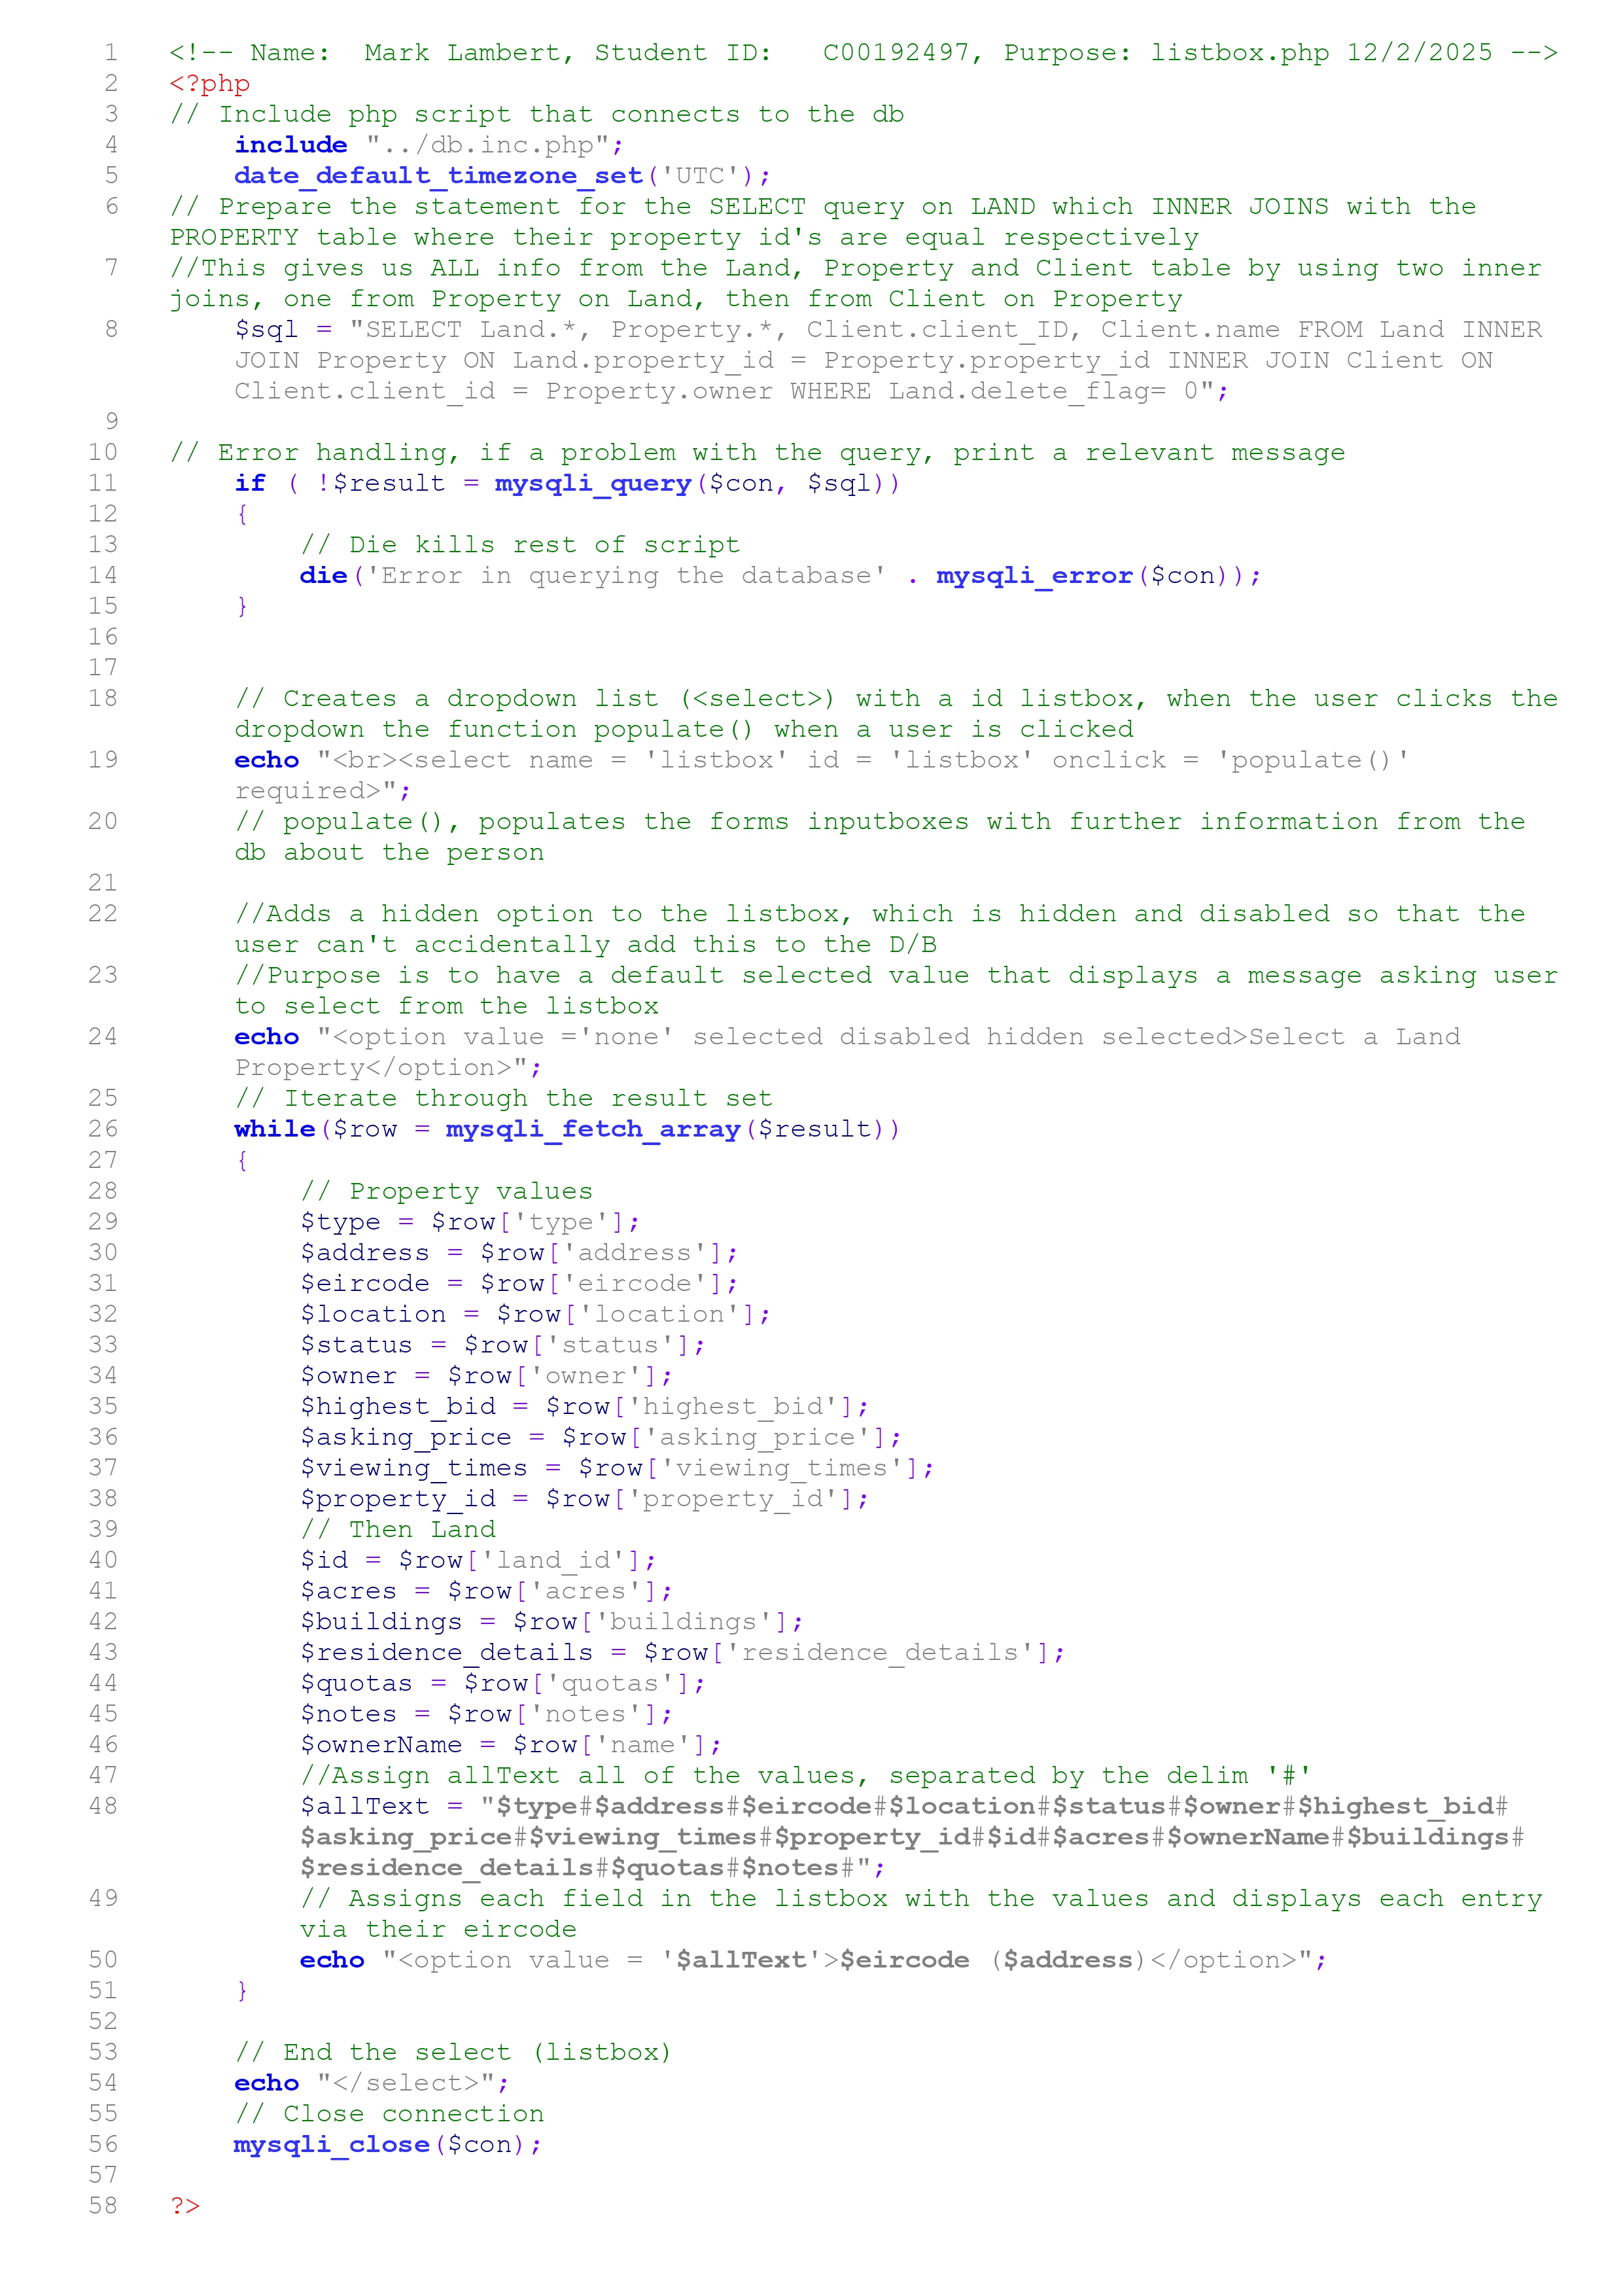 1 <!-- Name:  Mark Lambert, Student ID:   C00192497, Purpose: listbox.php 12/2/2025 -->
2 <?php
3 // Include php script that connects to the db
4     include "../db.inc.php";
5     date_default_timezone_set('UTC');
6 // Prepare the statement for the SELECT query on LAND which INNER JOINS with the
PROPERTY table where their property id's are equal respectively
7 //This gives us ALL info from the Land, Property and Client table by using two inner
joins, one from Property on Land, then from Client on Property
8     $sql = "SELECT Land.*, Property.*, Client.client_ID, Client.name FROM Land INNER
JOIN Property ON Land.property_id = Property.property_id INNER JOIN Client ON
Client.client_id = Property.owner WHERE Land.delete_flag= 0";
9
10 // Error handling, if a problem with the query, print a relevant message
11     if ( !$result = mysqli_query($con, $sql))
12     {
13         // Die kills rest of script
14         die('Error in querying the database' . mysqli_error($con));
15     }
16
17
18     // Creates a dropdown list (<select>) with a id listbox, when the user clicks the
dropdown the function populate() when a user is clicked
19     echo "<br><select name = 'listbox' id = 'listbox' onclick = 'populate()'
required>";
20     // populate(), populates the forms inputboxes with further information from the
db about the person
21
22     //Adds a hidden option to the listbox, which is hidden and disabled so that the
user can't accidentally add this to the D/B
23     //Purpose is to have a default selected value that displays a message asking user
to select from the listbox
24     echo "<option value ='none' selected disabled hidden selected>Select a Land
Property</option>";
25     // Iterate through the result set
26     while($row = mysqli_fetch_array($result))
27     {
28         // Property values
29         $type = $row['type'];
30         $address = $row['address'];
31         $eircode = $row['eircode'];
32         $location = $row['location'];
33         $status = $row['status'];
34         $owner = $row['owner'];
35         $highest_bid = $row['highest_bid'];
36         $asking_price = $row['asking_price'];
37         $viewing_times = $row['viewing_times'];
38         $property_id = $row['property_id'];
39         // Then Land
40         $id = $row['land_id'];
41         $acres = $row['acres'];
42         $buildings = $row['buildings'];
43         $residence_details = $row['residence_details'];
44         $quotas = $row['quotas'];
45         $notes = $row['notes'];
46         $ownerName = $row['name'];
47         //Assign allText all of the values, separated by the delim '#'
48         $allText = "$type#$address#$eircode#$location#$status#$owner#$highest_bid#
$asking_price#$viewing_times#$property_id#$id#$acres#$ownerName#$buildings#
$residence_details#$quotas#$notes#";
49         // Assigns each field in the listbox with the values and displays each entry
via their eircode
50         echo "<option value = '$allText'>$eircode ($address)</option>";
51     }
52
53     // End the select (listbox)
54     echo "</select>";
55     // Close connection
56     mysqli_close($con);
57
58 ?>